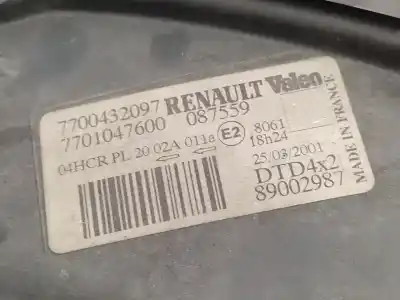 7700432097 RENAULT Valeo
7701047600 087559
04HCR PL 20 02A 011a E2 8061
18h24
25/03/2001
DTD4x2
89002987
MADE IN FRANCE